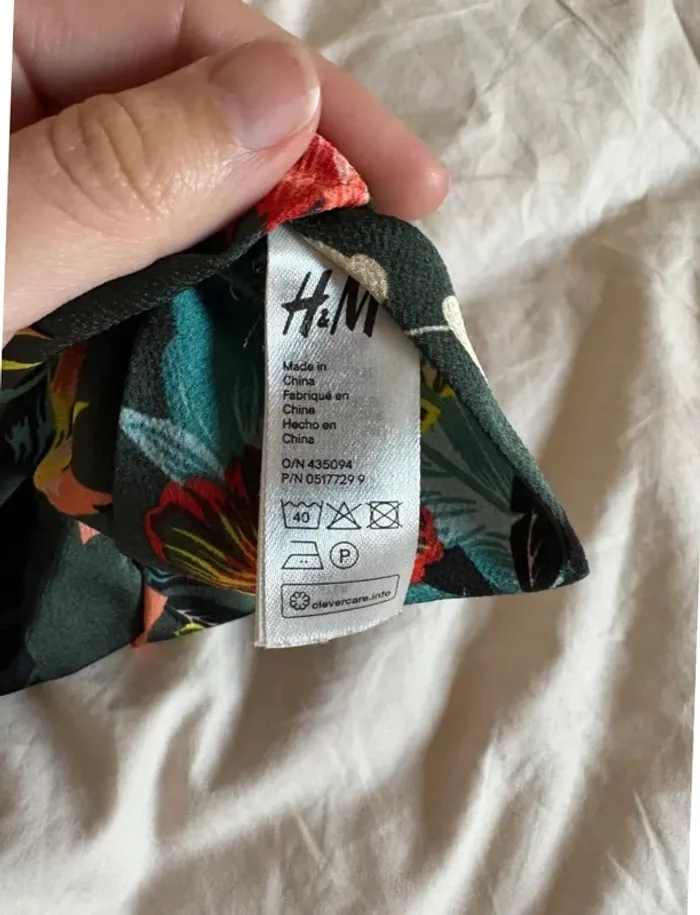 H&M
Made in
China
Fabriqué en
Chine
Hecho en
China
O/N 435094
P/N 0517729 9
40
P
clevercare.info